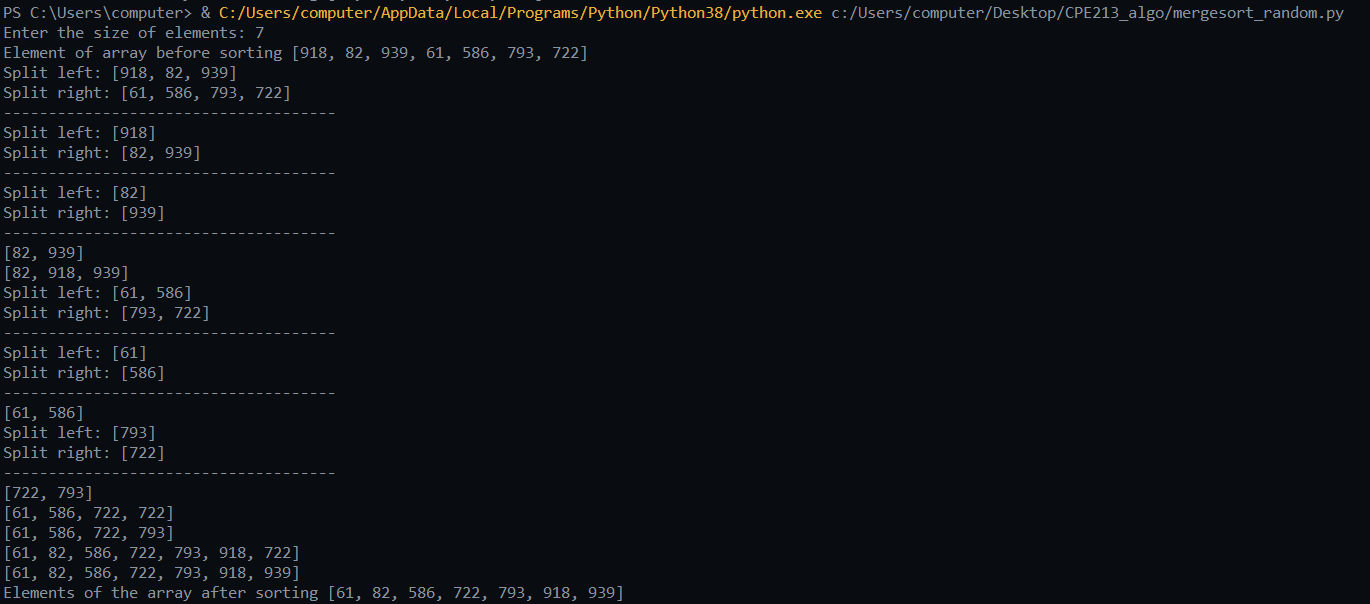 PS C:\Users\computer> & C:/Users/computer/AppData/Local/Programs/Python/Python38/python.exe c:/Users/computer/Desktop/CPE213_algo/mergesort_random.py
Enter the size of elements: 7
Element of array before sorting [918, 82, 939, 61, 586, 793, 722]
Split left: [918, 82, 939]
Split right: [61, 586, 793, 722]
-------------------------------------
Split left: [918]
Split right: [82, 939]
-------------------------------------
Split left: [82]
Split right: [939]
-------------------------------------
[82, 939]
[82, 918, 939]
Split left: [61, 586]
Split right: [793, 722]
-------------------------------------
Split left: [61]
Split right: [586]
-------------------------------------
[61, 586]
Split left: [793]
Split right: [722]
-------------------------------------
[722, 793]
[61, 586, 722, 722]
[61, 586, 722, 793]
[61, 82, 586, 722, 793, 918, 722]
[61, 82, 586, 722, 793, 918, 939]
Elements of the array after sorting [61, 82, 586, 722, 793, 918, 939]